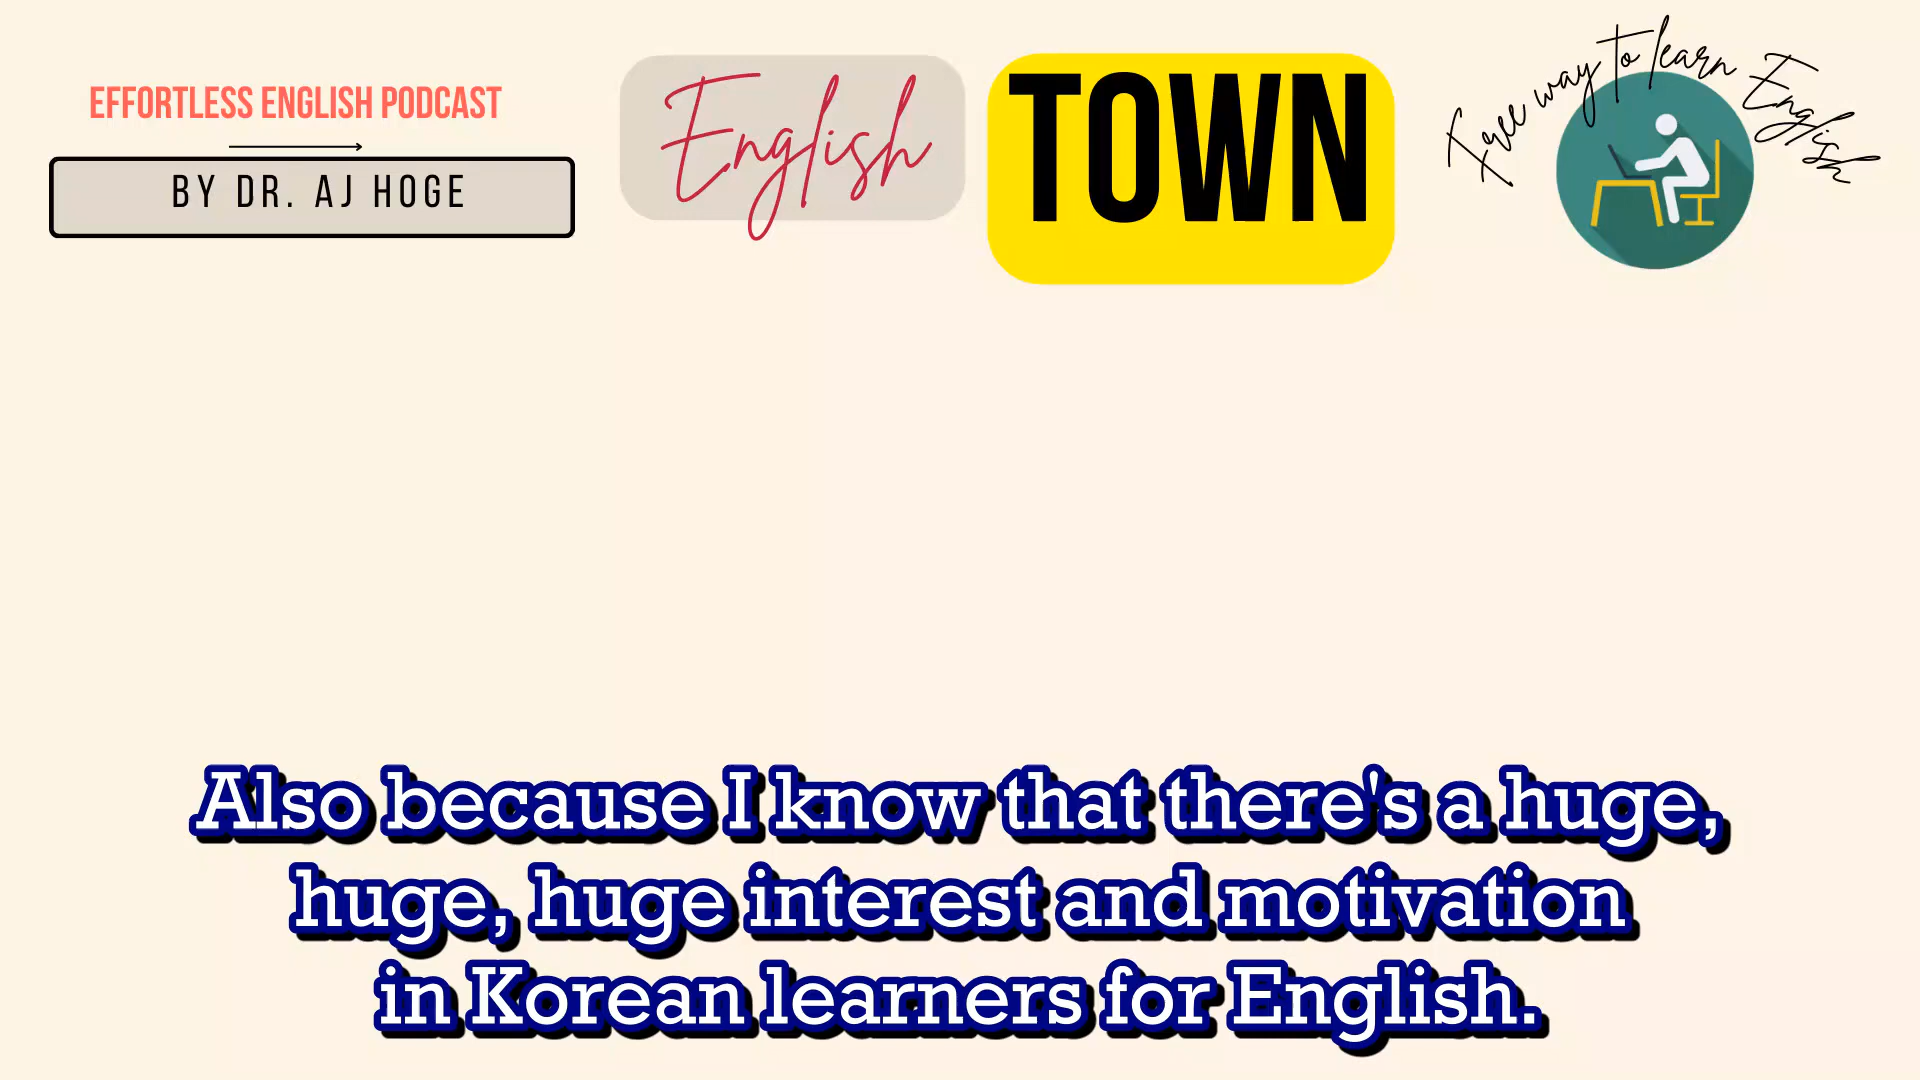 EFFORTLESS ENGLISH PODCAST
BY DR. AJ HOGE
English
TOWN
Free way to learn English
Also because I know that there's a huge,
huge, huge interest and motivation
in Korean learners for English.